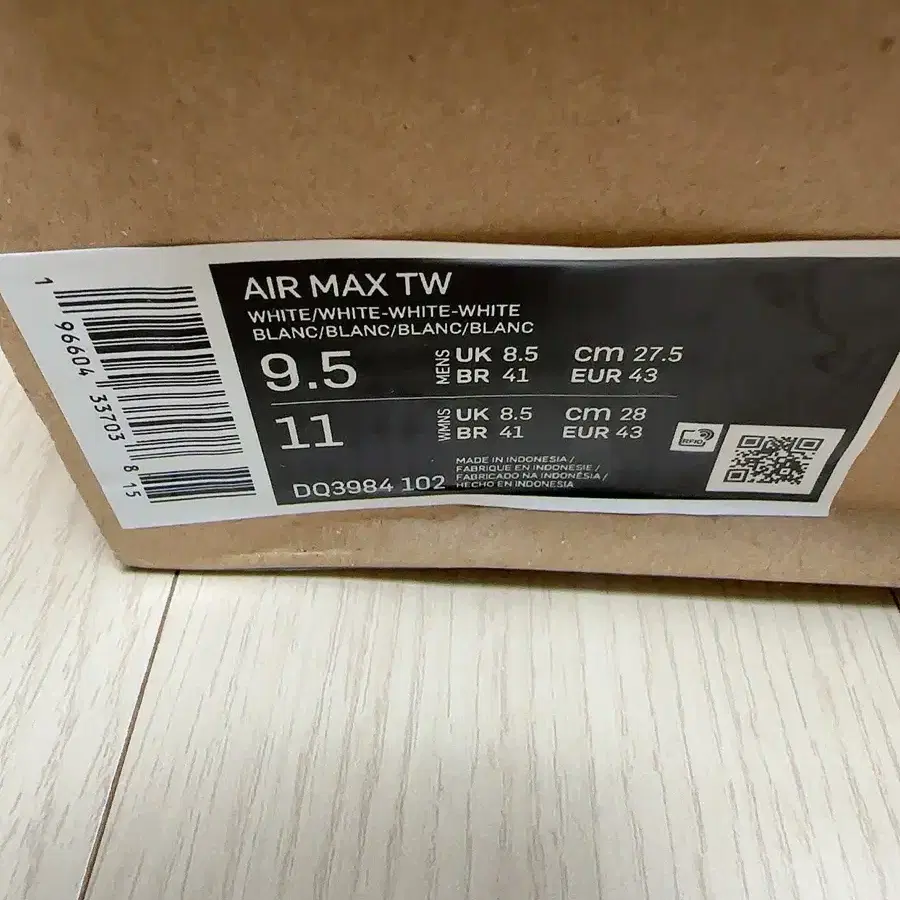 AIR MAX TW
WHITE/WHITE-WHITE-WHITE
BLANC/BLANC/BLANC/BLANC
9.5
MENS
UK 8.5 cm 27.5
BR 41 EUR 43
11
WMNS
UK 8.5 cm 28
BR 41 EUR 43
DQ3984 102
MADE IN INDONESIA /
FABRIQUE EN INDONESIE /
FABRICADO NA INDONÉSIA /
HECHO EN INDONESIA
RFID
1 96604 33703 8 15